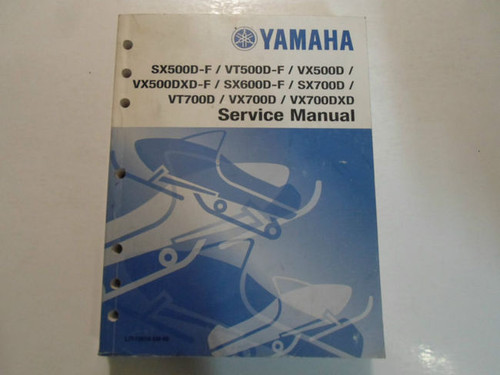 YAMAHA
SX500D-F / VT500D-F / VX500D /
VX500DXD-F / SX600D-F / SX700D /
VT700D / VX700D / VX700DXD
Service Manual